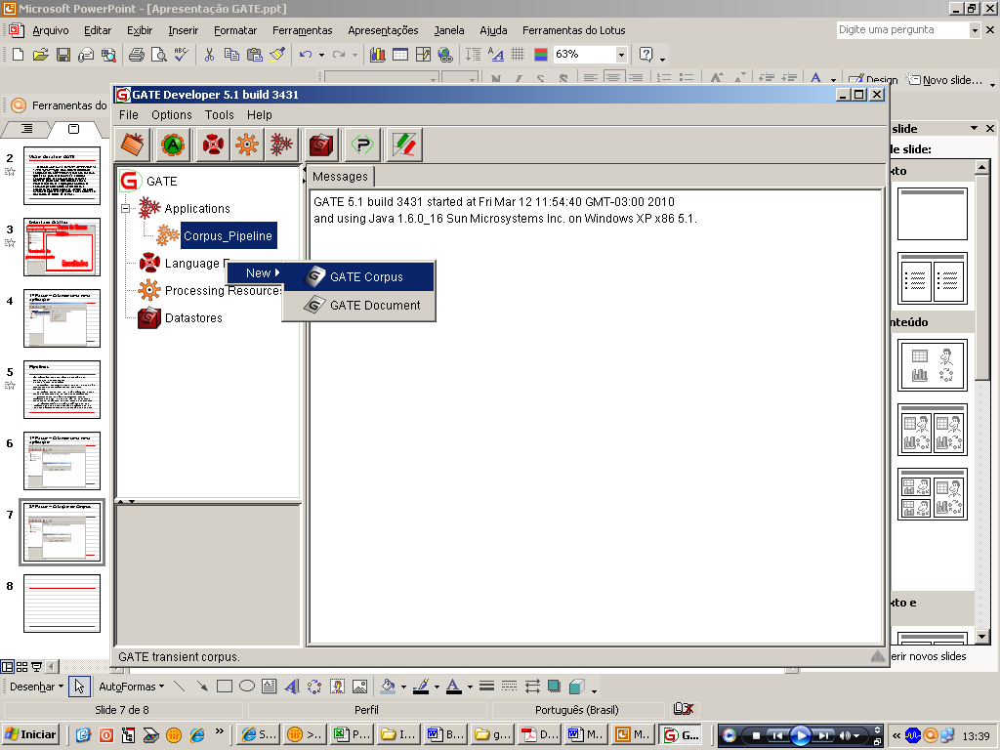 Microsoft PowerPoint - [Apresentação GATE.ppt]
Arquivo Editar Exibir Inserir Formatar Ferramentas Apresentações Janela Ajuda Ferramentas do Lotus
Digite uma pergunta
63%
Design Novo slide...
Ferramentas do
GATE Developer 5.1 build 3431
File Options Tools Help
slide
le slide:
xto
nteúdo
xto e
erir novos slides
GATE
Applications
Corpus_Pipeline
Language R
Processing Resources
Datastores
New
GATE Corpus
GATE Document
Messages
GATE 5.1 build 3431 started at Fri Mar 12 11:54:40 GMT-03:00 2010
and using Java 1.6.0_16 Sun Microsystems Inc. on Windows XP x86 5.1.
2
3
4
5
6
7
8
GATE transient corpus.
Desenhar AutoFormas
Slide 7 de 8 Perfil Português (Brasil)
Iniciar S... >... P... I... B... g... D... M... M... G... 13:39